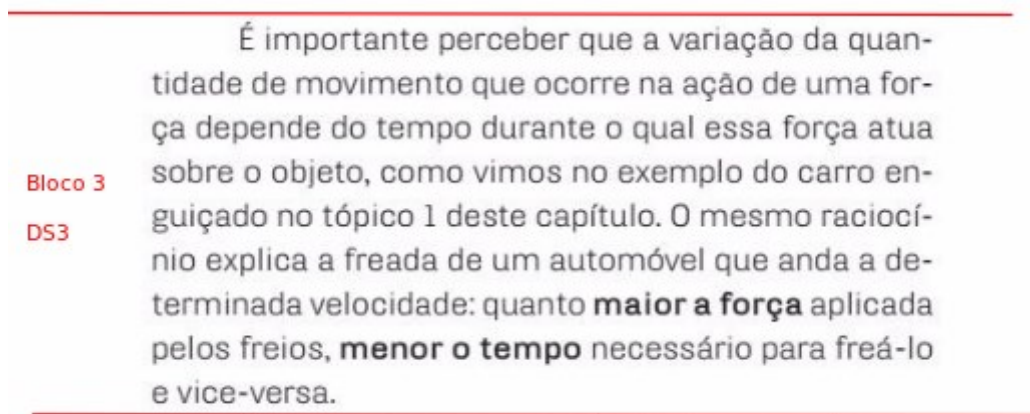 É importante perceber que a variação da quan-
tidade de movimento que ocorre na ação de uma for-
ça depende do tempo durante o qual essa força atua
Bloco 3
sobre o objeto, como vimos no exemplo do carro en-
DS3
guiçado no tópico 1 deste capítulo. O mesmo raciocí-
nio explica a freada de um automóvel que anda a de-
terminada velocidade: quanto maior a força aplicada
pelos freios, menor o tempo necessário para freá-lo
e vice-versa.